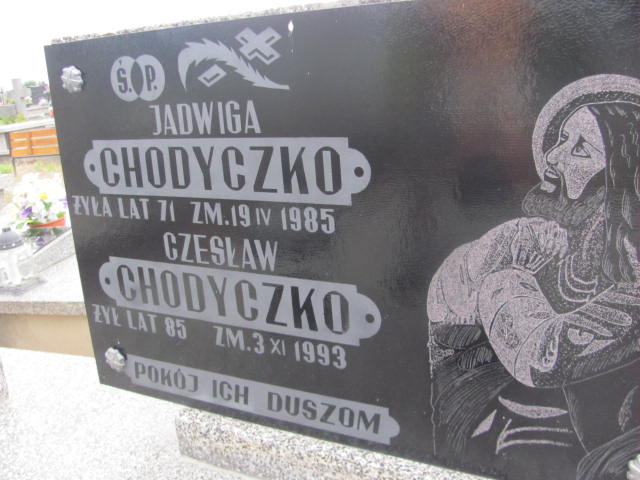 Ś. P.
JADWIGA
CHODYCZKO
ŻYŁA LAT 71 ZM.19 IV 1985
CZESŁAW
CHODYCZKO
ŻYŁ LAT 85 ZM.3 XI 1993
POKÓJ ICH DUSZOM